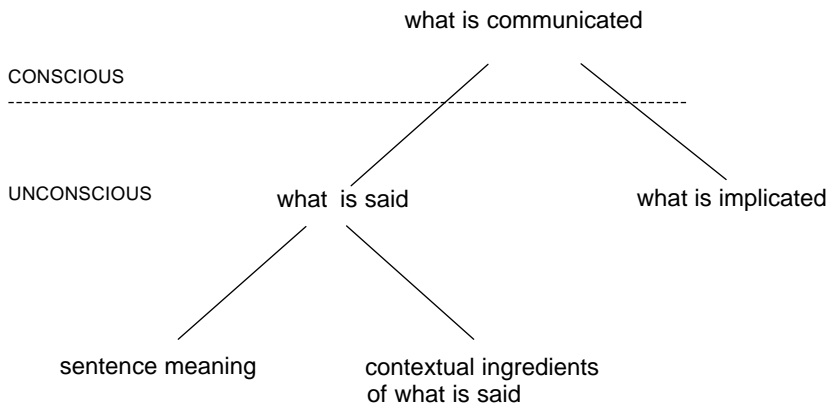 what is communicated
CONSCIOUS
UNCONSCIOUS
what is said
what is implicated
sentence meaning
contextual ingredients
of what is said